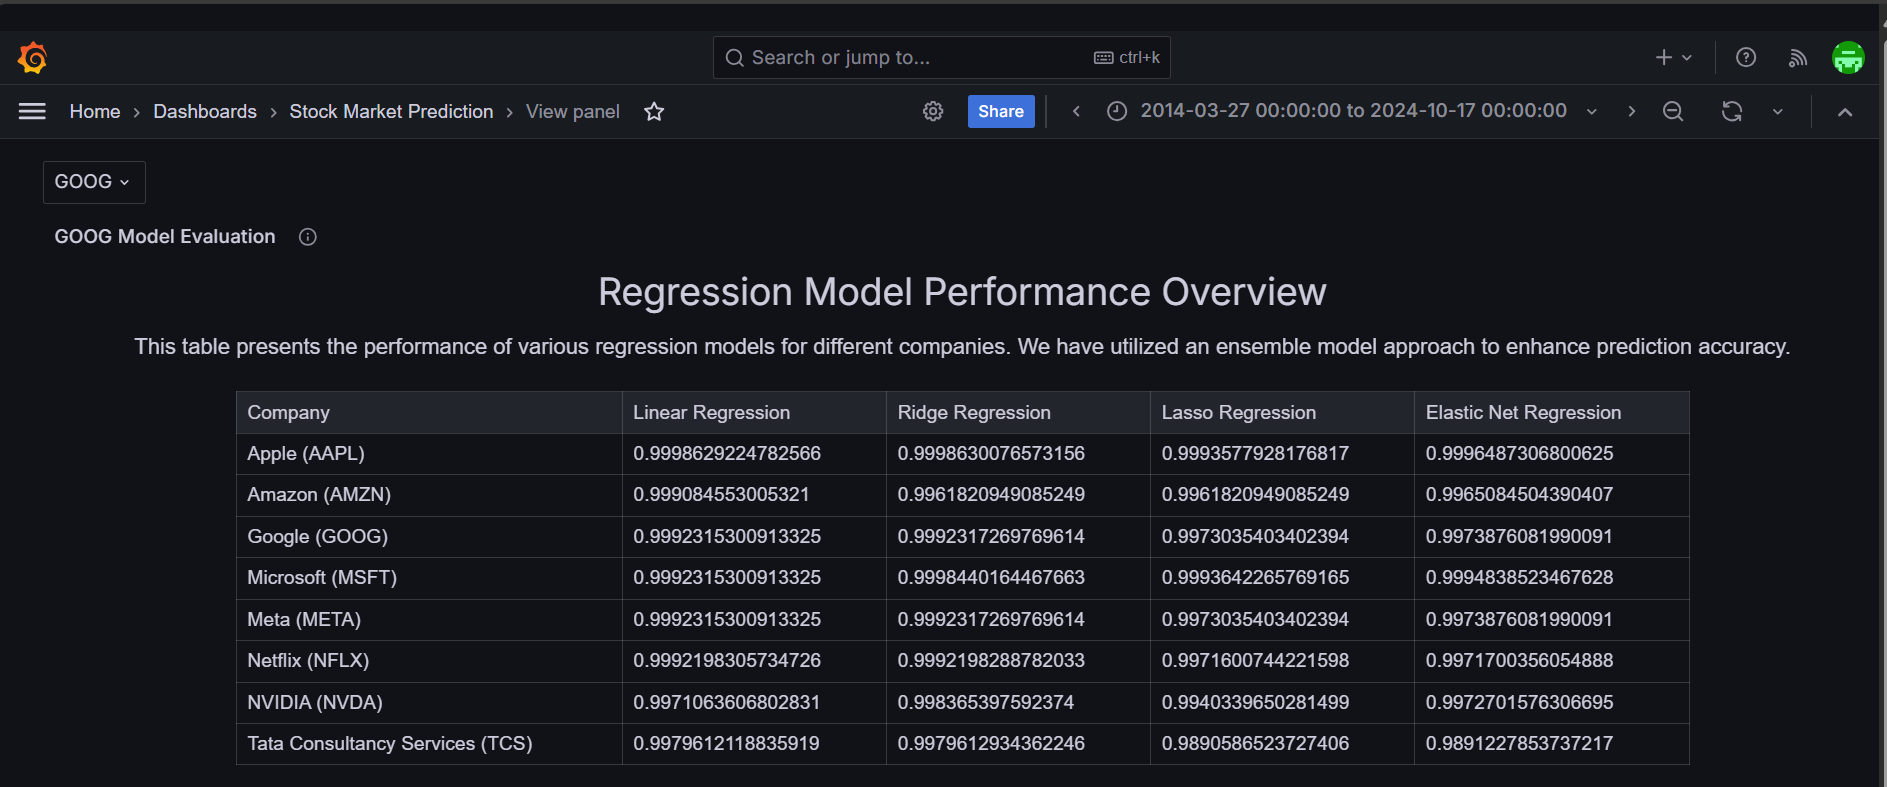 Search or jump to... ctrl+k
Home › Dashboards › Stock Market Prediction › View panel Share 2014-03-27 00:00:00 to 2024-10-17 00:00:00
GOOG
GOOG Model Evaluation
Regression Model Performance Overview
This table presents the performance of various regression models for different companies. We have utilized an ensemble model approach to enhance prediction accuracy.
Company Linear Regression Ridge Regression Lasso Regression Elastic Net Regression
Apple (AAPL) 0.9998629224782566 0.9998630076573156 0.9993577928176817 0.9996487306800625
Amazon (AMZN) 0.999084553005321 0.9961820949085249 0.9961820949085249 0.9965084504390407
Google (GOOG) 0.9992315300913325 0.9992317269769614 0.9973035403402394 0.9973876081990091
Microsoft (MSFT) 0.9992315300913325 0.9998440164467663 0.9993642265769165 0.9994838523467628
Meta (META) 0.9992315300913325 0.9992317269769614 0.9973035403402394 0.9973876081990091
Netflix (NFLX) 0.9992198305734726 0.9992198288782033 0.9971600744221598 0.9971700356054888
NVIDIA (NVDA) 0.9971063606802831 0.998365397592374 0.9940339650281499 0.9972701576306695
Tata Consultancy Services (TCS) 0.9979612118835919 0.9979612934362246 0.9890586523727406 0.9891227853737217